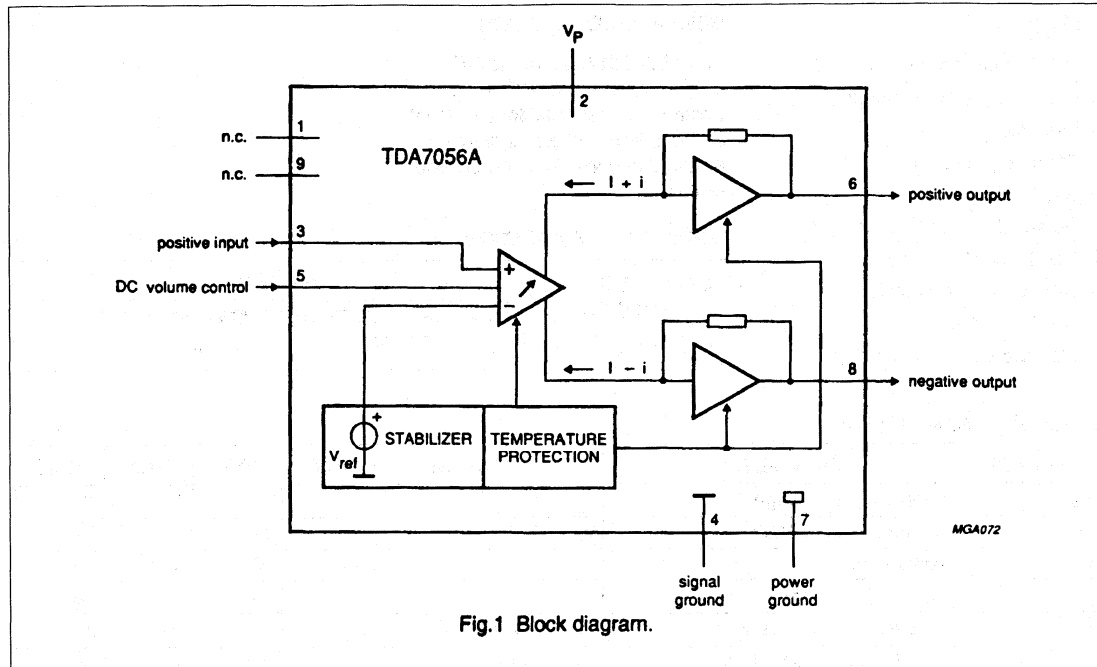 VP
2
n.c.
1
TDA7056A
n.c.
9
I + i
6
positive output
positive input
3
+
DC volume control
5
−
I − i
8
negative output
+
STABILIZER
Vref
TEMPERATURE
PROTECTION
4
7
MGA072
signal
ground
power
ground
Fig.1 Block diagram.